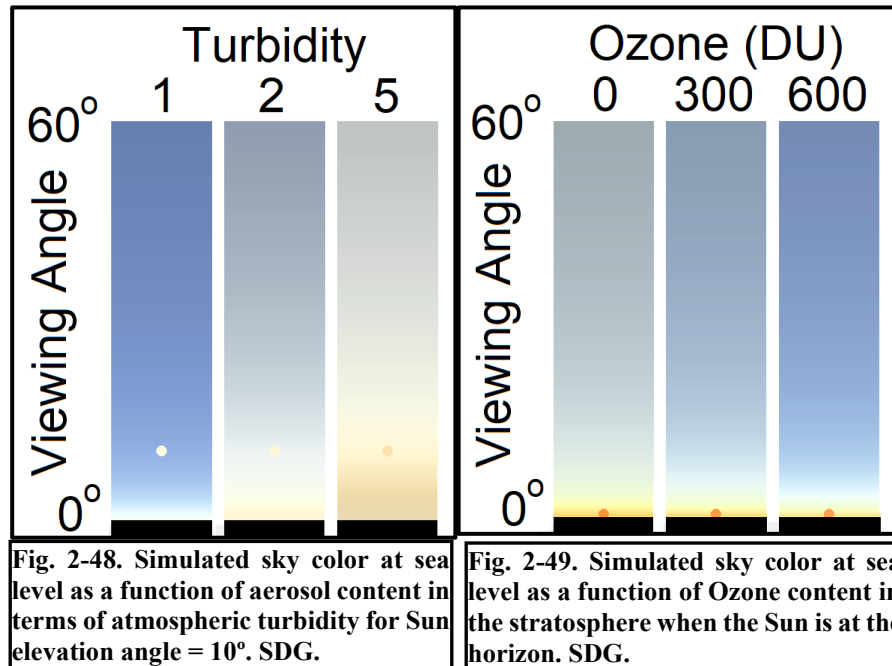 Turbidity
1 2 5
60°
Viewing Angle
0°
Fig. 2-48. Simulated sky color at sea
level as a function of aerosol content in
terms of atmospheric turbidity for Sun
elevation angle = 10°. SDG.
Ozone (DU)
0 300 600
60°
Viewing Angle
0°
Fig. 2-49. Simulated sky color at sea
level as a function of Ozone content in
the stratosphere when the Sun is at the
horizon. SDG.